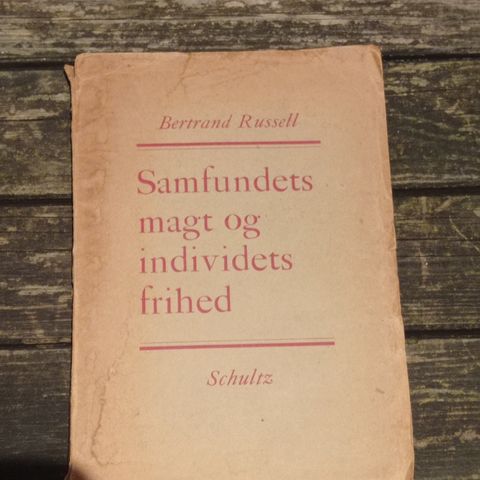 Bertrand Russell
Samfundets
magt og
individets
frihed
Schultz